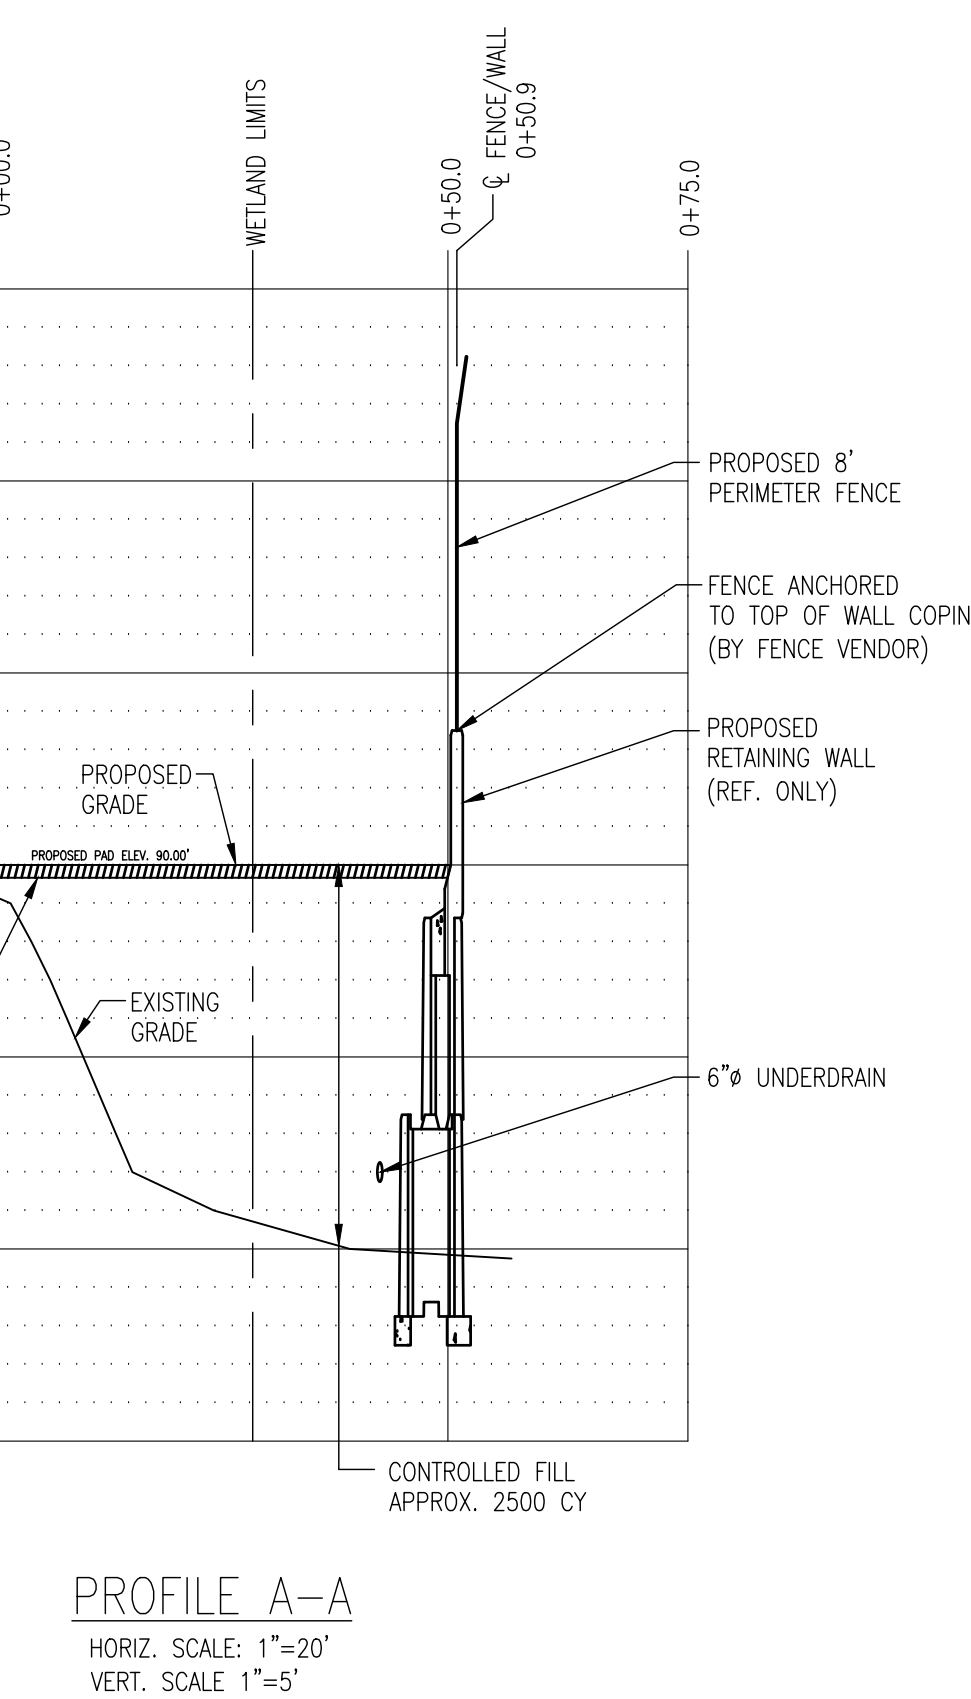 0+00.0
WETLAND LIMITS
℄ FENCE/WALL
0+50.9
0+50.0
0+75.0
PROPOSED 8'
PERIMETER FENCE
FENCE ANCHORED
TO TOP OF WALL COPIN
(BY FENCE VENDOR)
PROPOSED
RETAINING WALL
(REF. ONLY)
PROPOSED
GRADE
PROPOSED PAD ELEV. 90.00'
EXISTING
GRADE
6"ø UNDERDRAIN
CONTROLLED FILL
APPROX. 2500 CY
PROFILE A-A
HORIZ. SCALE: 1"=20'
VERT. SCALE 1"=5'